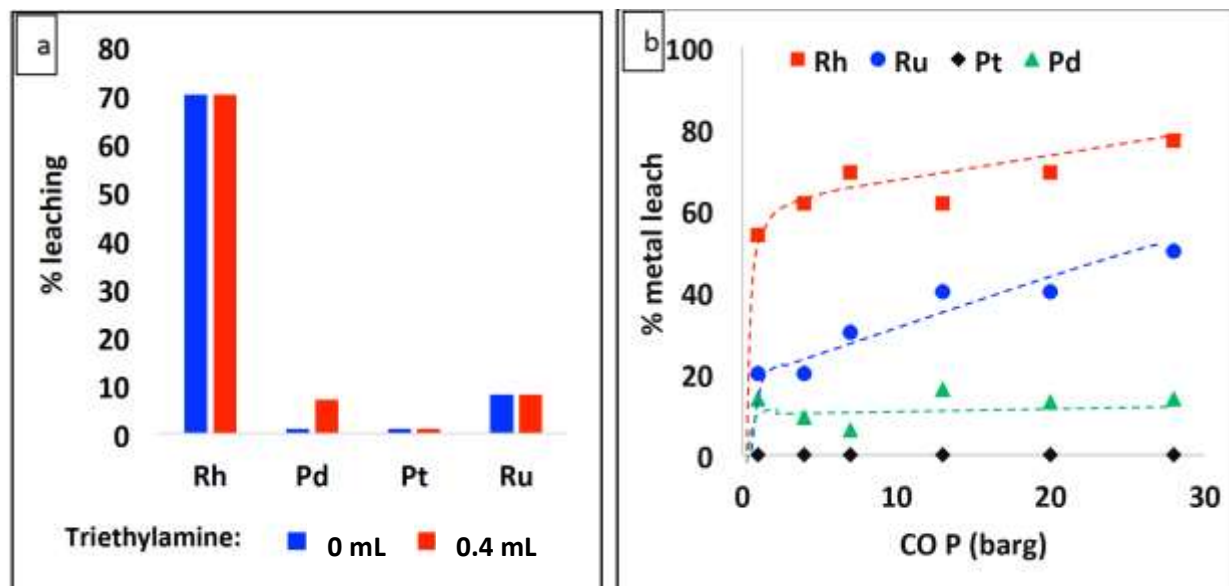 a
80
70
60
50
40
30
20
10
0
% leaching
Rh Pd Pt Ru
Triethylamine: 0 mL 0.4 mL
b
100
80
60
40
20
0
% metal leach
Rh Ru Pt Pd
0 10 20 30
CO P (barg)